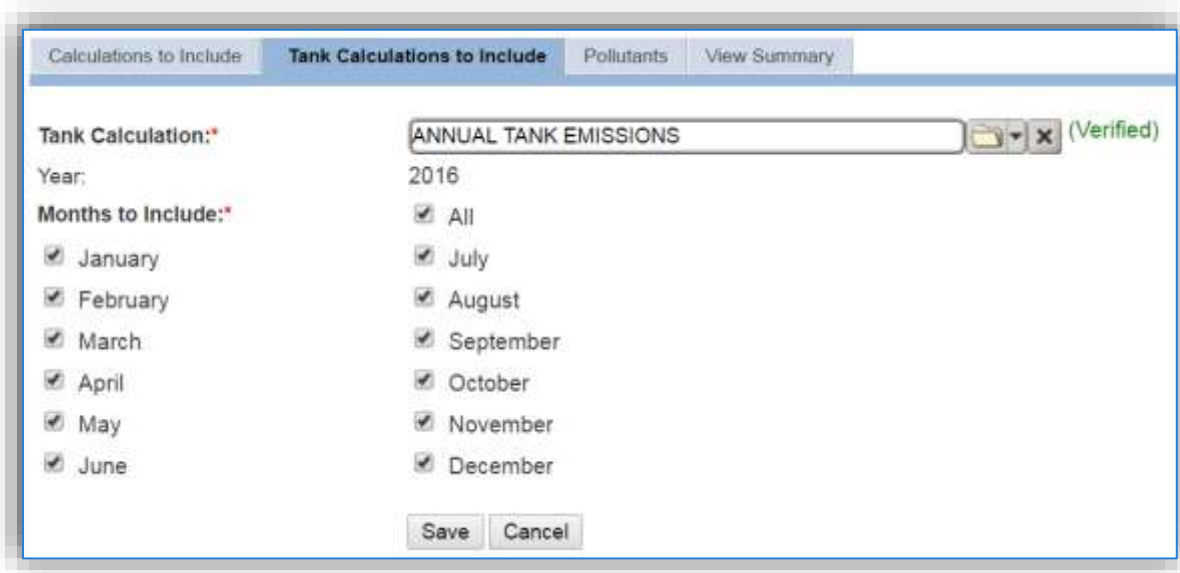 Calculations to Include Tank Calculations to Include Pollutants View Summary
Tank Calculation:* ANNUAL TANK EMISSIONS (Verified)
Year: 2016
Months to Include:* All
January July
February August
March September
April October
May November
June December
Save Cancel